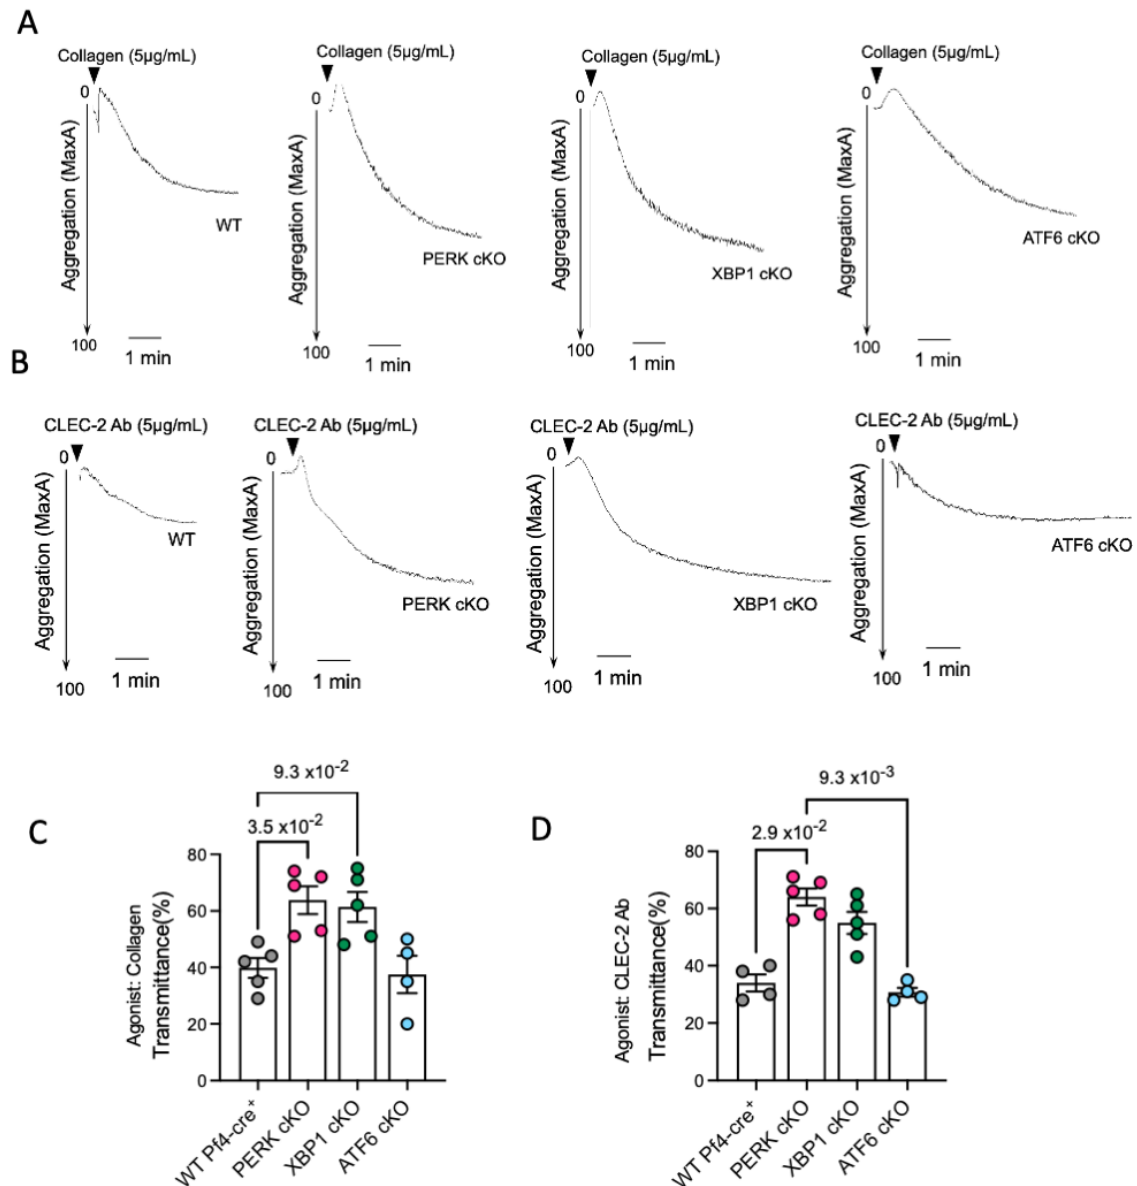 A
Collagen (5µg/mL)
0
Aggregation (MaxA)
100
1 min
WT
Collagen (5µg/mL)
0
Aggregation (MaxA)
100
1 min
PERK cKO
Collagen (5µg/mL)
0
Aggregation (MaxA)
100
1 min
XBP1 cKO
Collagen (5µg/mL)
0
Aggregation (MaxA)
100
1 min
ATF6 cKO
B
CLEC-2 Ab (5µg/mL)
0
Aggregation (MaxA)
100
1 min
WT
CLEC-2 Ab (5µg/mL)
0
Aggregation (MaxA)
100
1 min
PERK cKO
CLEC-2 Ab (5µg/mL)
0
Aggregation (MaxA)
100
1 min
XBP1 cKO
CLEC-2 Ab (5µg/mL)
0
Aggregation (MaxA)
100
1 min
ATF6 cKO
C
9.3 x10⁻²
3.5 x10⁻²
Agonist: Collagen
Transmittance(%)
80
60
40
20
0
WT Pf4-cre⁺
PERK cKO
XBP1 cKO
ATF6 cKO
D
9.3 x10⁻³
2.9 x10⁻²
Agonist: CLEC-2 Ab
Transmittance(%)
80
60
40
20
0
WT Pf4-cre⁺
PERK cKO
XBP1 cKO
ATF6 cKO